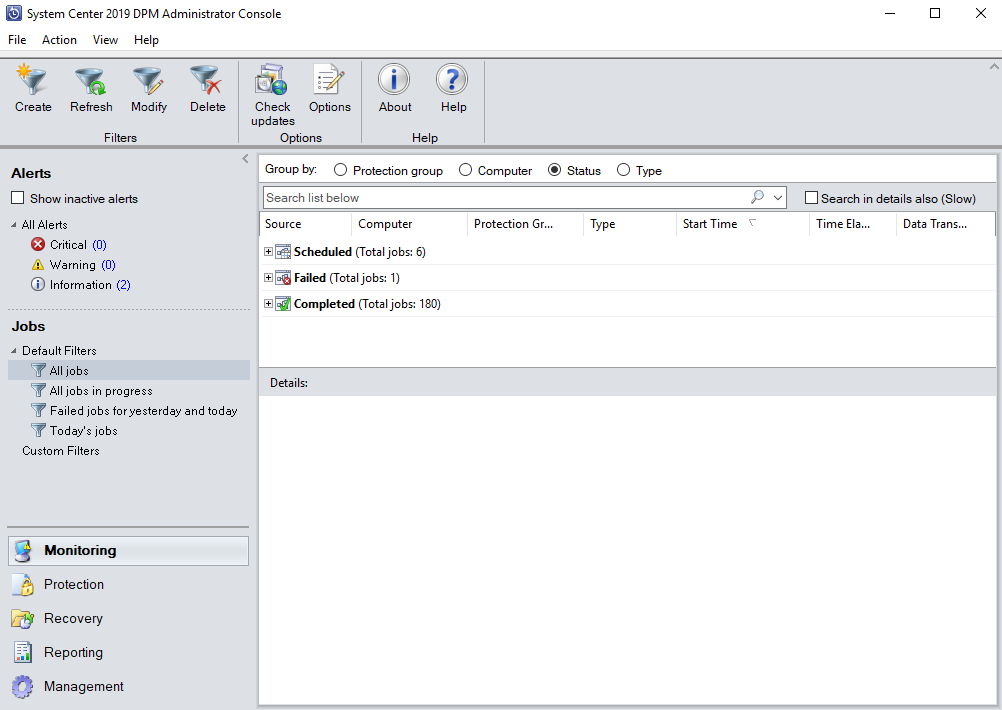 System Center 2019 DPM Administrator Console
File Action View Help
Create Refresh Modify Delete
Check updates Options
About Help
Filters Options Help
Alerts
Show inactive alerts
All Alerts
Critical (0)
Warning (0)
Information (2)
Jobs
Default Filters
All jobs
All jobs in progress
Failed jobs for yesterday and today
Today's jobs
Custom Filters
Monitoring
Protection
Recovery
Reporting
Management
Group by: Protection group Computer Status Type
Search list below Search in details also (Slow)
Source Computer Protection Gr... Type Start Time Time Ela... Data Trans...
Scheduled (Total jobs: 6)
Failed (Total jobs: 1)
Completed (Total jobs: 180)
Details: